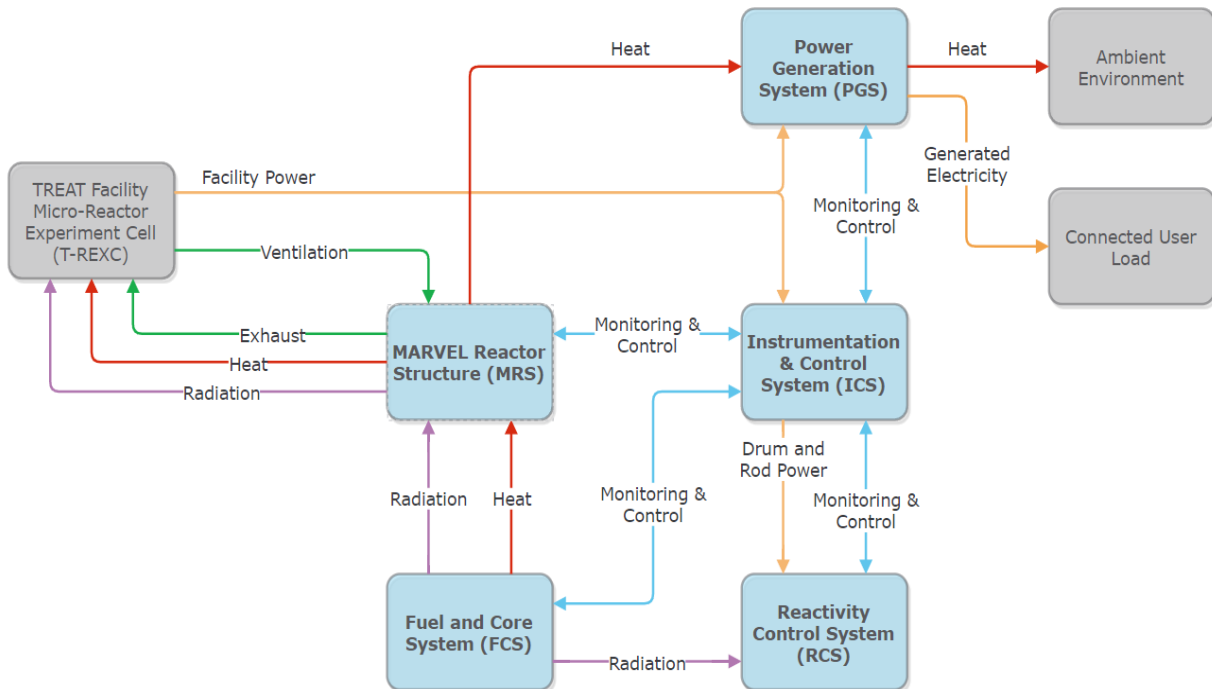 Heat
Power
Generation
System (PGS)
Heat
Ambient
Environment
TREAT Facility
Micro-Reactor
Experiment Cell
(T-REXC)
Facility Power
Generated
Electricity
Monitoring &
Control
Connected User
Load
Ventilation
Exhaust
Heat
Radiation
MARVEL Reactor
Structure (MRS)
Monitoring &
Control
Instrumentation
& Control
System (ICS)
Radiation
Heat
Monitoring &
Control
Drum and
Rod Power
Monitoring &
Control
Fuel and Core
System (FCS)
Radiation
Reactivity
Control System
(RCS)